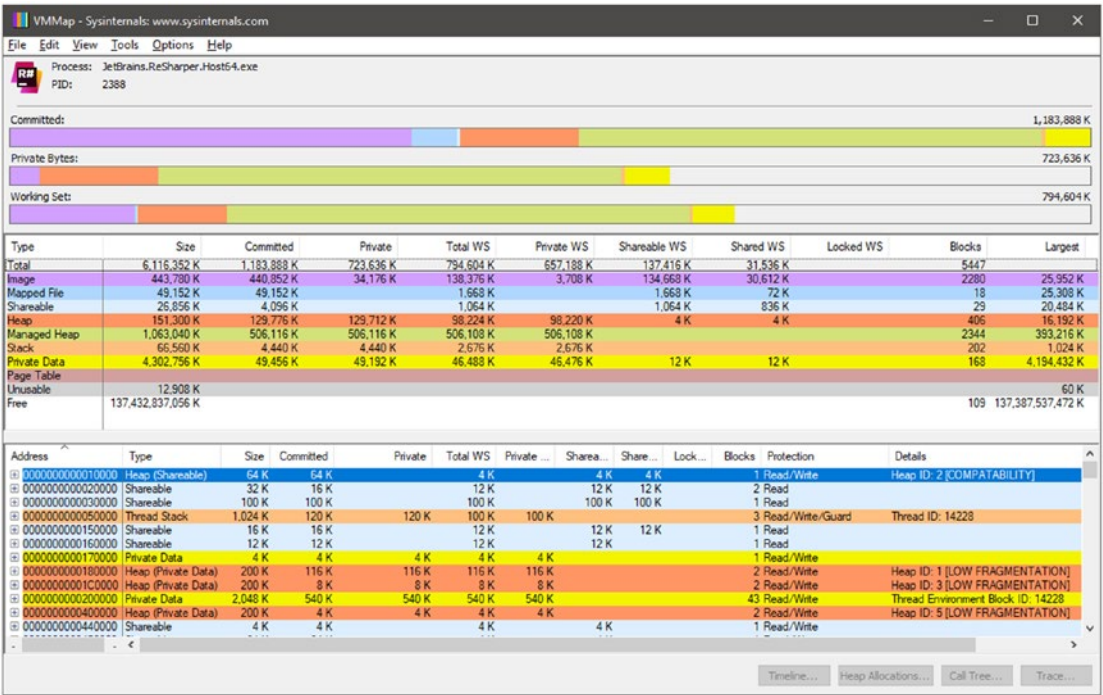 VMMap - Sysinternals: www.sysinternals.com
File Edit View Tools Options Help
R#
Process: JetBrains.ReSharper.Host64.exe
PID: 2388
Committed: 1,183,888 K
Private Bytes: 723,636 K
Working Set: 794,604 K
Type Size Committed Private Total WS Private WS Shareable WS Shared WS Locked WS Blocks Largest
Total 6,116,352 K 1,183,888 K 723,636 K 794,604 K 657,188 K 137,416 K 31,536 K 5447
Image 443,780 K 440,852 K 34,176 K 138,376 K 3,708 K 134,668 K 30,612 K 2280 25,952 K
Mapped File 49,152 K 49,152 K 1,668 K 1,668 K 72 K 18 25,308 K
Shareable 26,856 K 4,096 K 1,064 K 1,064 K 836 K 29 20,484 K
Heap 151,300 K 129,776 K 129,712 K 98,224 K 98,220 K 4 K 4 K 406 16,192 K
Managed Heap 1,063,040 K 506,116 K 506,116 K 506,108 K 506,108 K 2344 393,216 K
Stack 66,560 K 4,440 K 4,440 K 2,676 K 2,676 K 202 1,024 K
Private Data 4,302,756 K 49,456 K 49,192 K 46,488 K 46,476 K 12 K 12 K 168 4,194,432 K
Page Table
Unusable 12,908 K 60 K
Free 137,432,837,056 K 109 137,387,537,472 K
Address Type Size Committed Private Total WS Private ... Sharea... Share... Lock... Blocks Protection Details
0000000000010000 Heap (Shareable) 64 K 64 K 4 K 4 K 4 K 1 Read/Write Heap ID: 2 [COMPATABILITY]
0000000000020000 Shareable 32 K 16 K 12 K 12 K 12 K 2 Read
0000000000030000 Shareable 100 K 100 K 100 K 100 K 100 K 1 Read
0000000000050000 Thread Stack 1,024 K 120 K 120 K 100 K 100 K 3 Read/Write/Guard Thread ID: 14228
0000000000150000 Shareable 16 K 16 K 12 K 12 K 12 K 1 Read
0000000000160000 Shareable 12 K 12 K 12 K 12 K 1 Read
0000000000170000 Private Data 4 K 4 K 4 K 4 K 4 K 1 Read/Write
0000000000180000 Heap (Private Data) 200 K 116 K 116 K 116 K 116 K 2 Read/Write Heap ID: 1 [LOW FRAGMENTATION]
00000000001C0000 Heap (Private Data) 200 K 8 K 8 K 8 K 8 K 2 Read/Write Heap ID: 3 [LOW FRAGMENTATION]
0000000000200000 Private Data 2,048 K 540 K 540 K 540 K 540 K 43 Read/Write Thread Environment Block ID: 14228
0000000000400000 Heap (Private Data) 200 K 4 K 4 K 4 K 4 K 2 Read/Write Heap ID: 5 [LOW FRAGMENTATION]
0000000000440000 Shareable 4 K 4 K 4 K 4 K 1 Read/Write
Timeline... Heap Allocations... Call Tree... Trace...